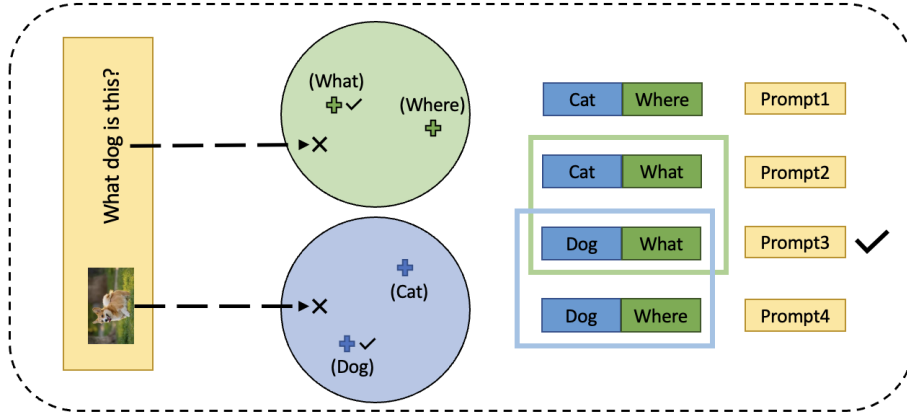 What dog is this?
(What)
(Where)
(Cat)
(Dog)
Cat Where Prompt1
Cat What Prompt2
Dog What Prompt3
Dog Where Prompt4